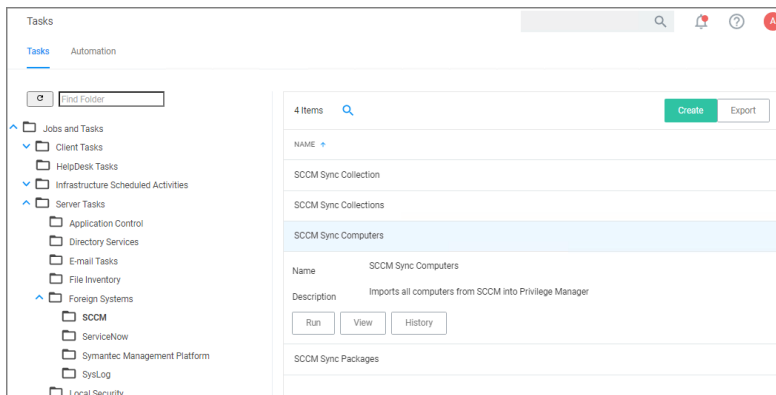 Tasks
A
Tasks Automation
Find Folder
Jobs and Tasks
Client Tasks
HelpDesk Tasks
Infrastructure Scheduled Activities
Server Tasks
Application Control
Directory Services
E-mail Tasks
File Inventory
Foreign Systems
SCCM
ServiceNow
Symantec Management Platform
SysLog
Local Security
4 Items
Create Export
NAME
SCCM Sync Collection
SCCM Sync Collections
SCCM Sync Computers
Name SCCM Sync Computers
Description Imports all computers from SCCM into Privilege Manager
Run View History
SCCM Sync Packages